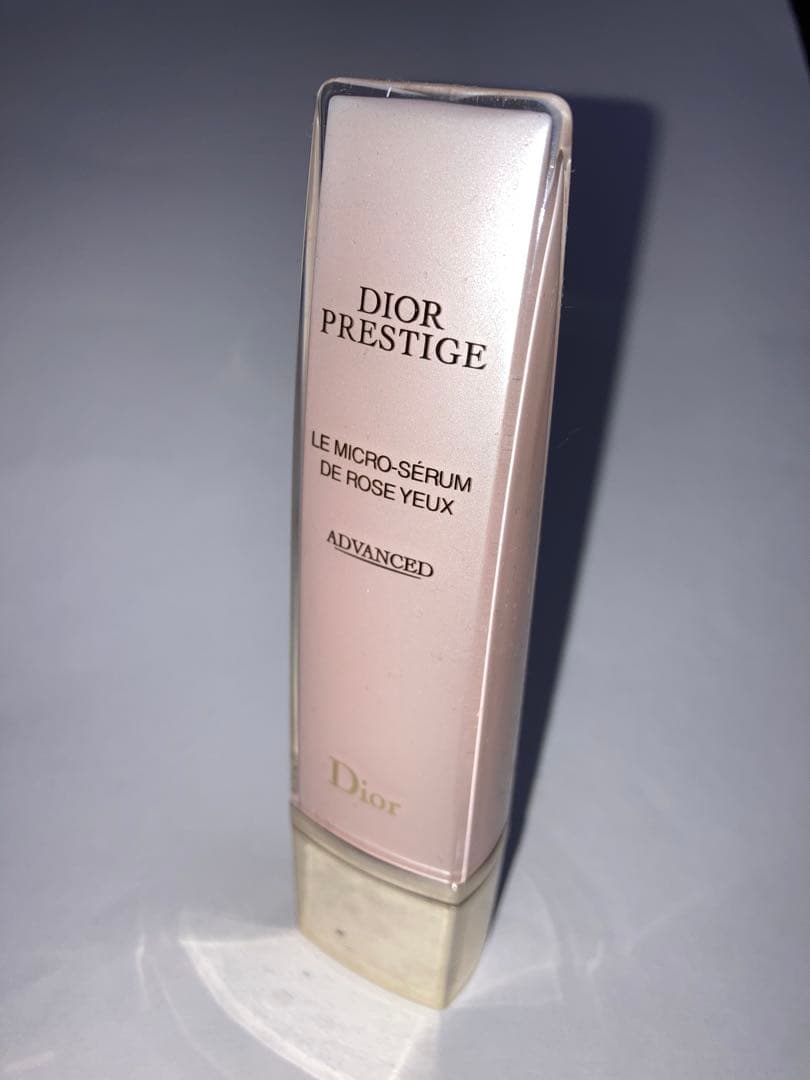 DIOR
PRESTIGE
LE MICRO-SÉRUM
DE ROSE YEUX
ADVANCED
Dior